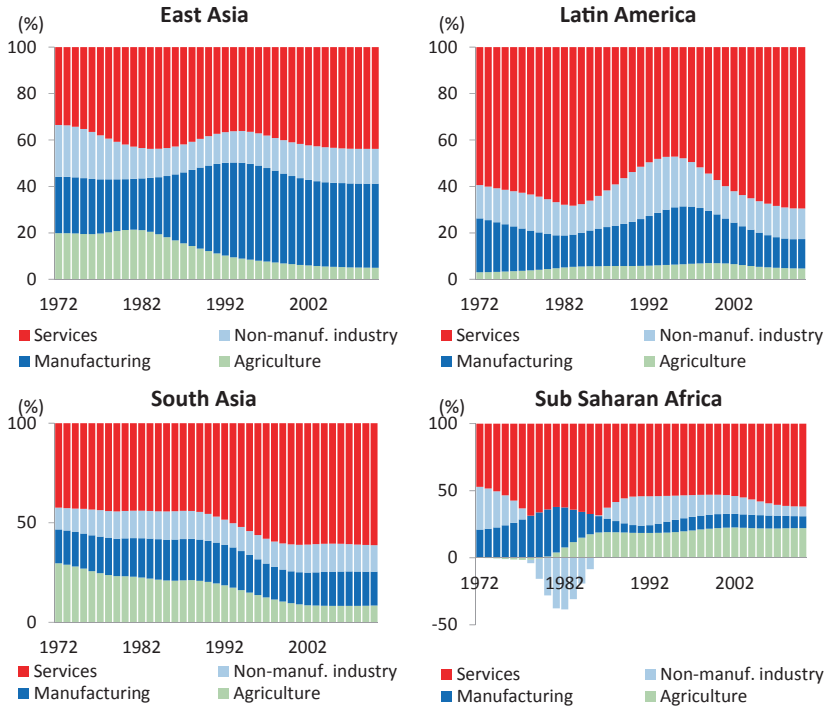 East Asia
(%)
100
80
60
40
20
0
1972 1982 1992 2002
Services Non-manuf. industry
Manufacturing Agriculture
Latin America
(%)
100
80
60
40
20
0
1972 1982 1992 2002
Services Non-manuf. industry
Manufacturing Agriculture
South Asia
(%)
100
50
0
1972 1982 1992 2002
Services Non-manuf. industry
Manufacturing Agriculture
Sub Saharan Africa
(%)
100
50
0
1972 1982 1992 2002
-50
Services Non-manuf. industry
Manufacturing Agriculture